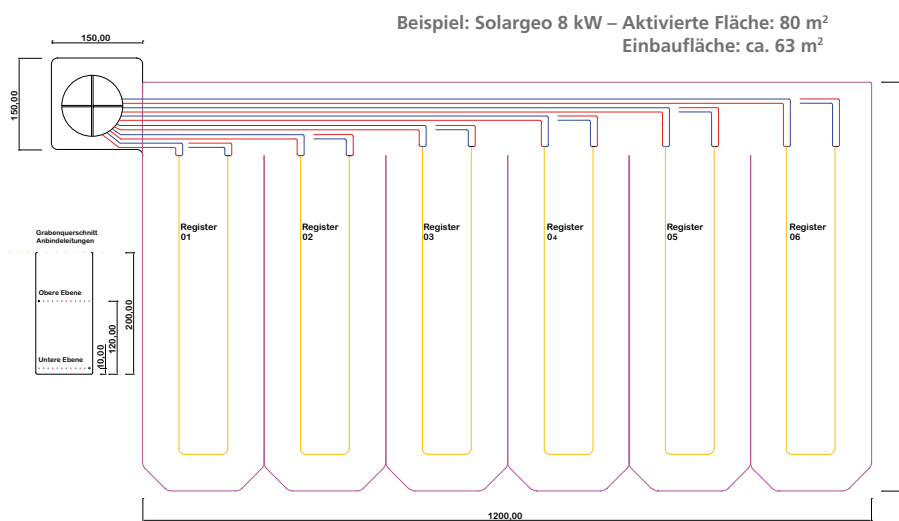 Beispiel: Solargeo 8 kW – Aktivierte Fläche: 80 m²
Einbaufläche: ca. 63 m²
150,00
150,00
Register
01
Register
02
Register
03
Register
04
Register
05
Register
06
Grabenquerschnitt
Anbindeleitungen
Obere Ebene
Untere Ebene
120,00
200,00
1200,00